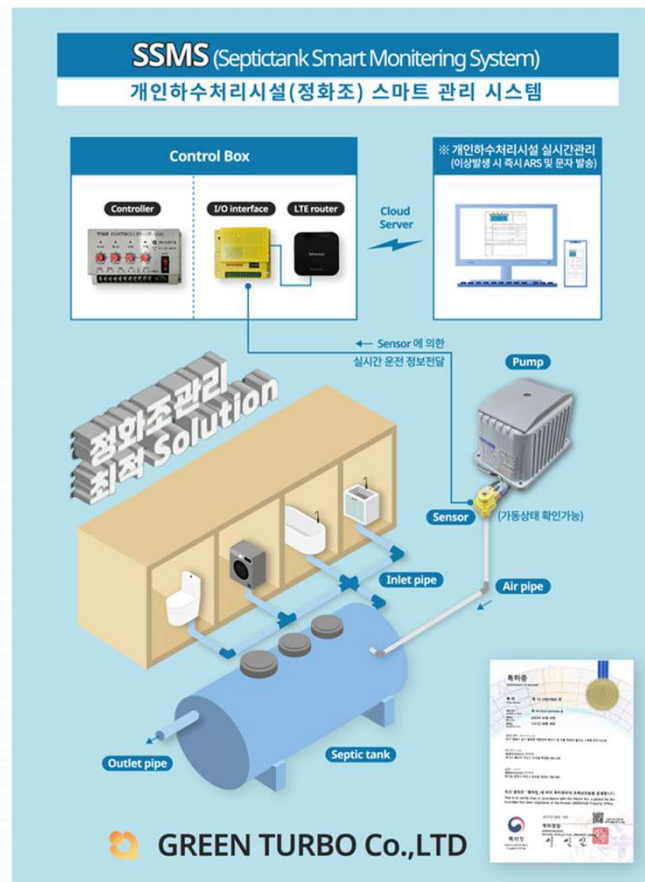 SSMS (Septictank Smart Monitering System)
개인하수처리시설(정화조) 스마트 관리 시스템
Control Box
Controller
I/O interface
LTE router
Cloud
Server
※ 개인하수처리시설 실시간관리
(이상발생 시 즉시 ARS 및 문자 발송)
← Sensor 에 의한
실시간 운전 정보전달
정화조관리
최적 Solution
Pump
Sensor
(가동상태 확인가능)
Inlet pipe
Air pipe
Outlet pipe
Septic tank
특허증
특허청
GREEN TURBO Co.,LTD